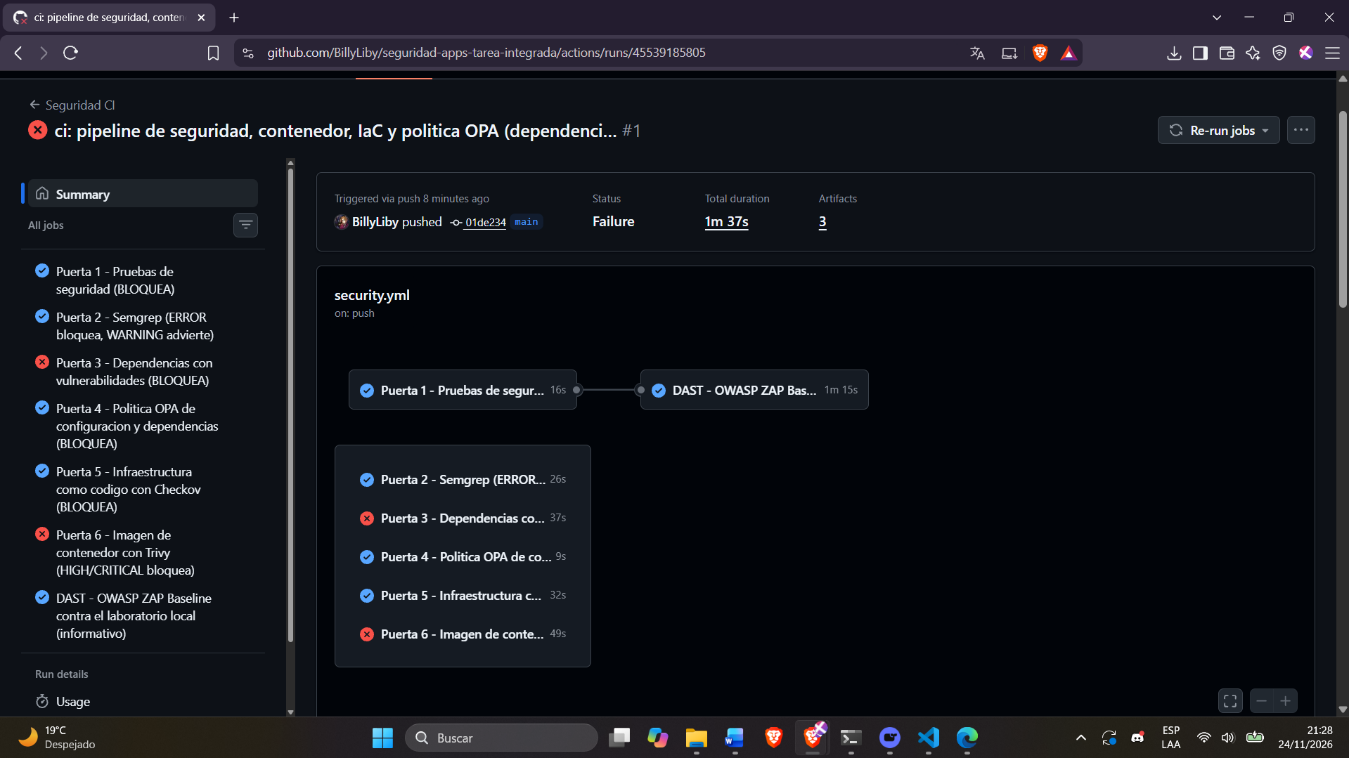 ci: pipeline de seguridad, conten
github.com/BillyLiby/seguridad-apps-tarea-integrada/actions/runs/45539185805
Seguridad CI
ci: pipeline de seguridad, contenedor, IaC y politica OPA (dependenci... #1
Re-run jobs
Summary
All jobs
Puerta 1 - Pruebas de
seguridad (BLOQUEA)
Puerta 2 - Semgrep (ERROR
bloquea, WARNING advierte)
Puerta 3 - Dependencias con
vulnerabilidades (BLOQUEA)
Puerta 4 - Politica OPA de
configuracion y dependencias
(BLOQUEA)
Puerta 5 - Infraestructura
como codigo con Checkov
(BLOQUEA)
Puerta 6 - Imagen de
contenedor con Trivy
(HIGH/CRITICAL bloquea)
DAST - OWASP ZAP Baseline
contra el laboratorio local
(informativo)
Run details
Usage
Triggered via push 8 minutes ago
BillyLiby pushed 01de234 main
Status
Failure
Total duration
1m 37s
Artifacts
3
security.yml
on: push
Puerta 1 - Pruebas de segur... 16s
DAST - OWASP ZAP Bas... 1m 15s
Puerta 2 - Semgrep (ERROR... 26s
Puerta 3 - Dependencias co... 37s
Puerta 4 - Politica OPA de co... 9s
Puerta 5 - Infraestructura c... 32s
Puerta 6 - Imagen de conte... 49s
19°C
Despejado
Buscar
ESP
LAA
21:28
24/11/2026